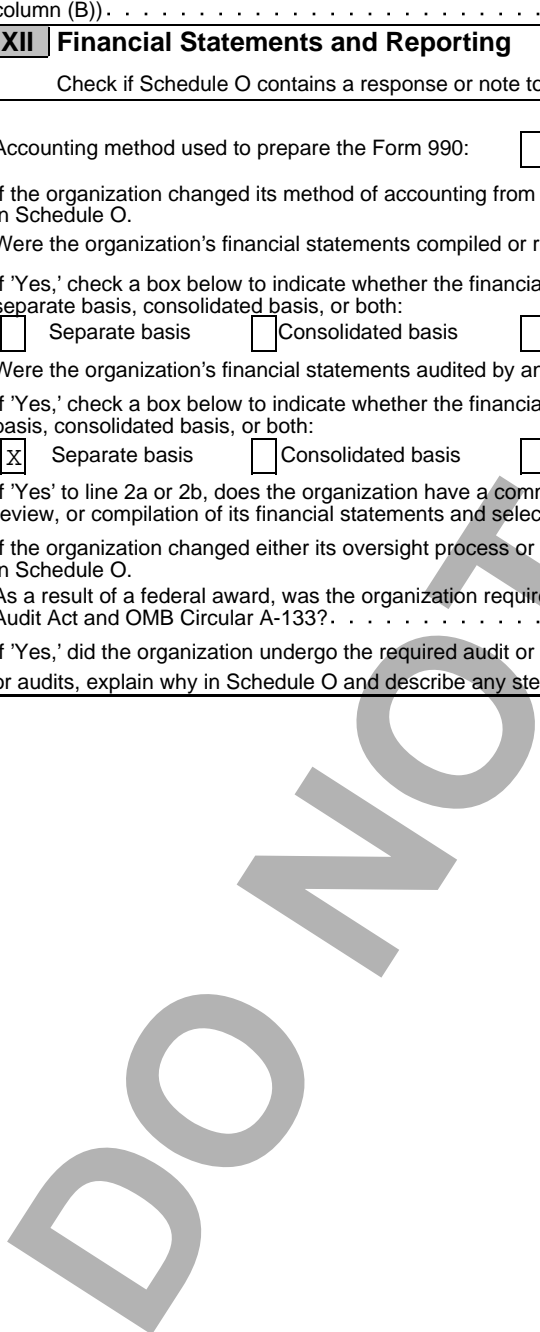 column (B))
XII Financial Statements and Reporting
Check if Schedule O contains a response or note to
Accounting method used to prepare the Form 990:
If the organization changed its method of accounting from
in Schedule O.
Were the organization's financial statements compiled or r
If 'Yes,' check a box below to indicate whether the financia
separate basis, consolidated basis, or both:
Separate basis Consolidated basis
Were the organization's financial statements audited by an
If 'Yes,' check a box below to indicate whether the financia
basis, consolidated basis, or both:
X Separate basis Consolidated basis
If 'Yes' to line 2a or 2b, does the organization have a comm
review, or compilation of its financial statements and selec
If the organization changed either its oversight process or
in Schedule O.
As a result of a federal award, was the organization require
Audit Act and OMB Circular A-133?
If 'Yes,' did the organization undergo the required audit or
or audits, explain why in Schedule O and describe any ste
DO NOT